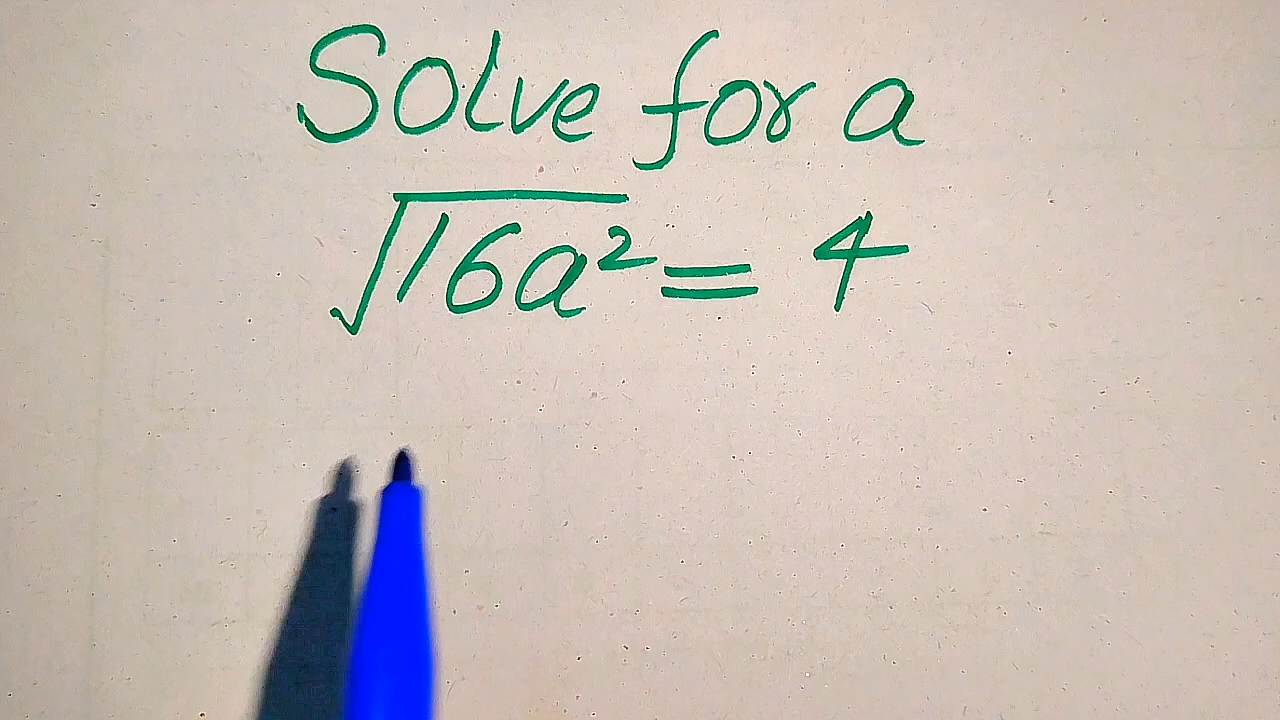 Solve for a
√16a² = 4